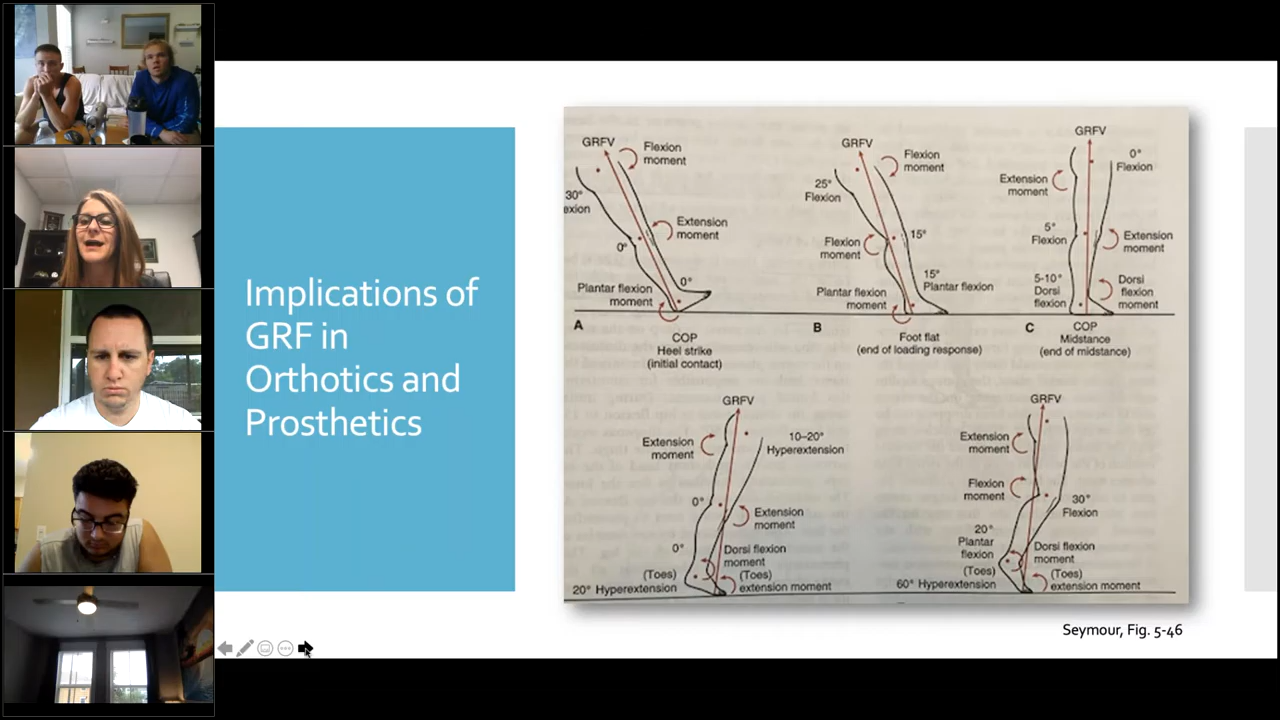 Implications of
GRF in
Orthotics and
Prosthetics
GRFV
Flexion
moment
30°
exion
Extension
moment
0°
0°
Plantar flexion
moment
A
COP
Heel strike
(initial contact)
GRFV
Flexion
moment
25°
Flexion
Flexion
moment
15°
15°
Plantar flexion
Plantar flexion
moment
B
Foot flat
(end of loading response)
GRFV
0°
Flexion
Extension
moment
5°
Flexion
Extension
moment
5-10°
Dorsi
flexion
Dorsi
flexion
moment
C
COP
Midstance
(end of midstance)
GRFV
Extension
moment
10–20°
Hyperextension
0°
Extension
moment
0°
Dorsi flexion
moment
(Toes)
20° Hyperextension
(Toes)
extension moment
GRFV
Extension
moment
Flexion
moment
30°
Flexion
20°
Plantar
flexion
Dorsi flexion
moment
(Toes)
60° Hyperextension
(Toes)
extension moment
Seymour, Fig. 5-46